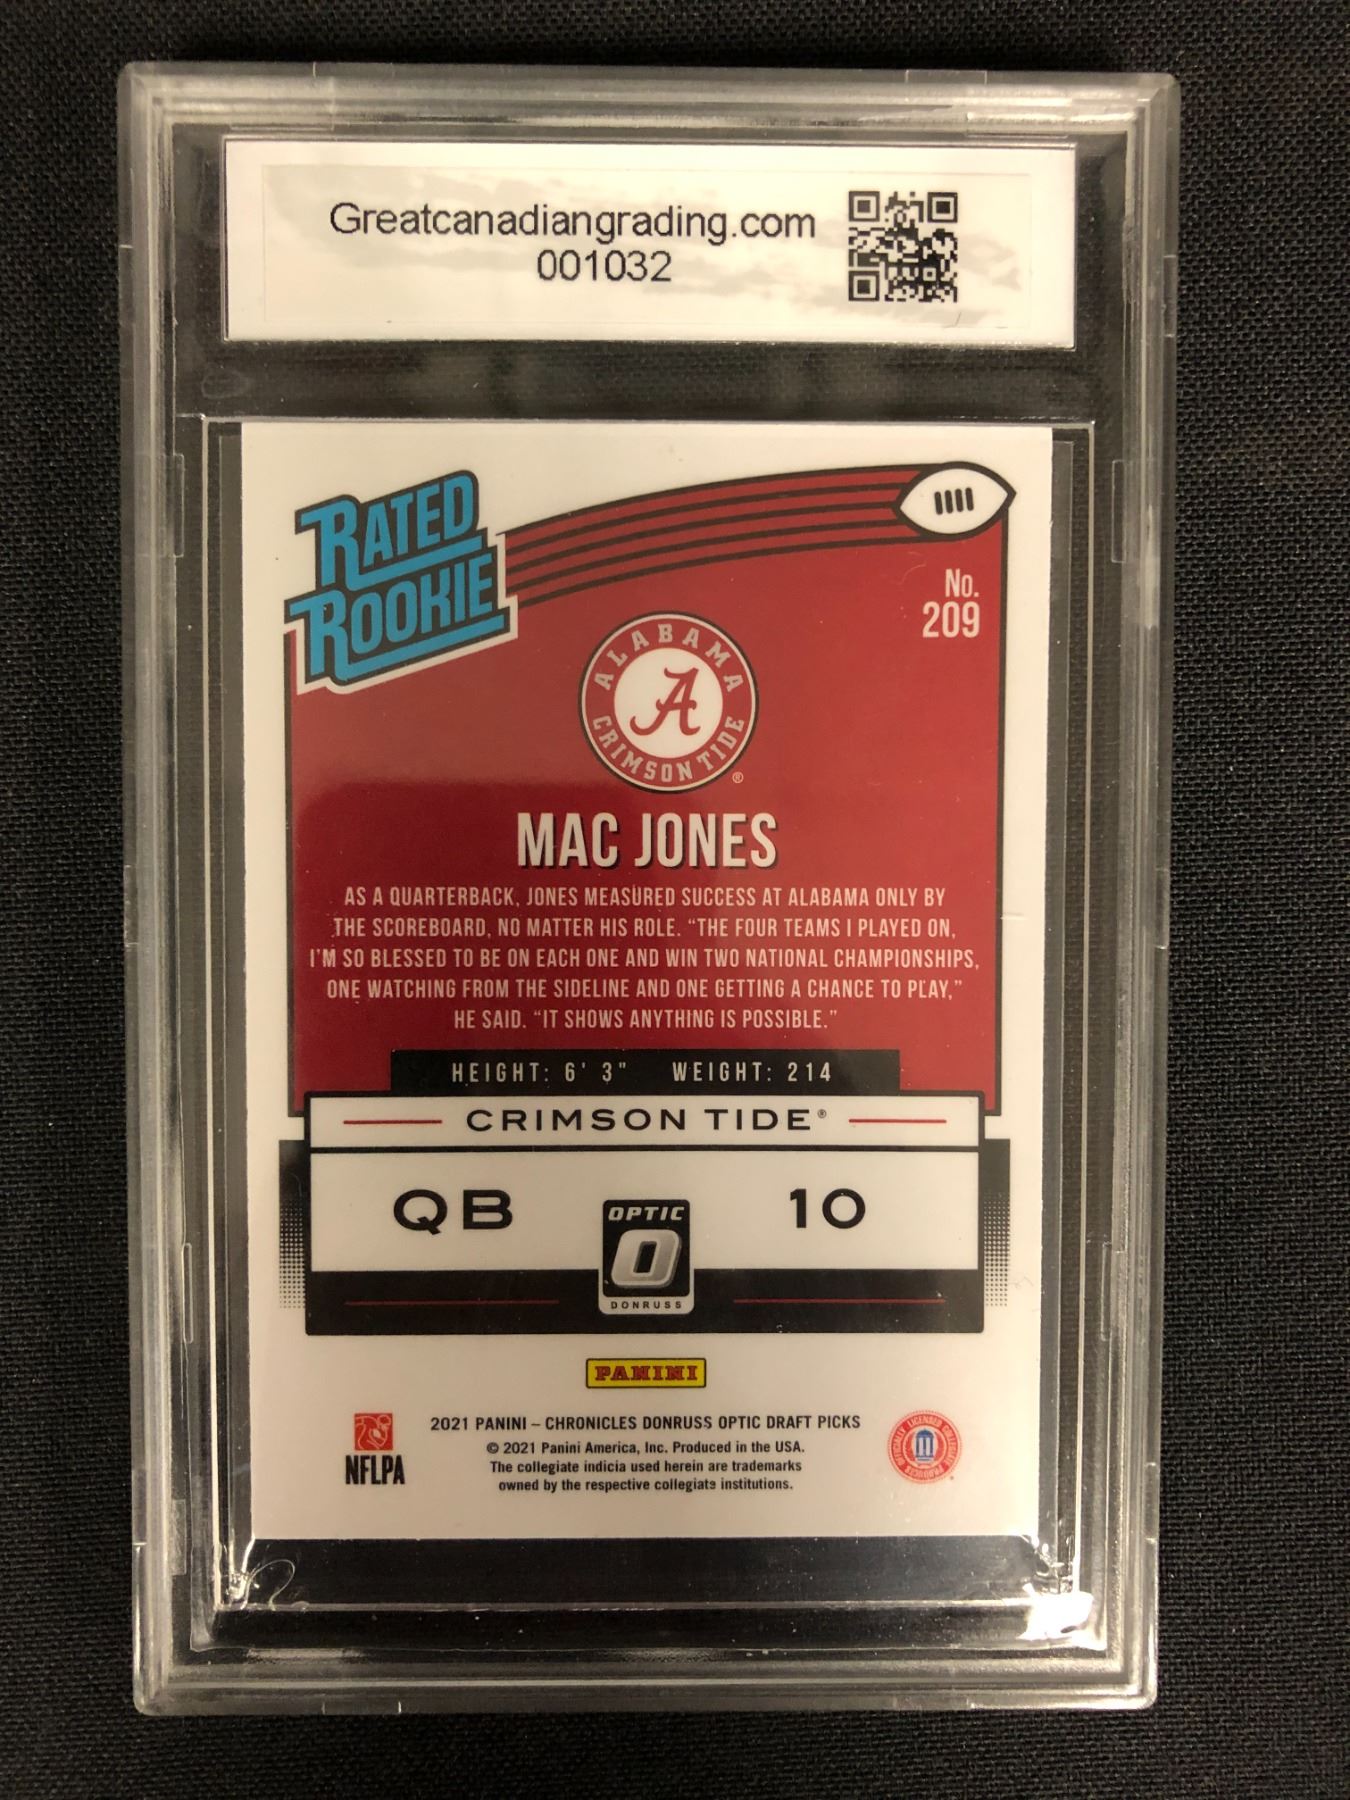 Greatcanadiangrading.com
001032
RATED
ROOKIE
No.
209
ALABAMA
A
CRIMSON TIDE
®
MAC JONES
AS A QUARTERBACK, JONES MEASURED SUCCESS AT ALABAMA ONLY BY
THE SCOREBOARD, NO MATTER HIS ROLE. “THE FOUR TEAMS I PLAYED ON,
I'M SO BLESSED TO BE ON EACH ONE AND WIN TWO NATIONAL CHAMPIONSHIPS,
ONE WATCHING FROM THE SIDELINE AND ONE GETTING A CHANCE TO PLAY,”
HE SAID. “IT SHOWS ANYTHING IS POSSIBLE.”
HEIGHT: 6' 3" WEIGHT: 214
CRIMSON TIDE®
QB 10
OPTIC
O
DONRUSS
PANINI
2021 PANINI – CHRONICLES DONRUSS OPTIC DRAFT PICKS
© 2021 Panini America, Inc. Produced in the USA.
The collegiate indicia used herein are trademarks
owned by the respective collegiate institutions.
NFLPA
OFFICIALLY LICENSED COLLEGIATE PRODUCTS